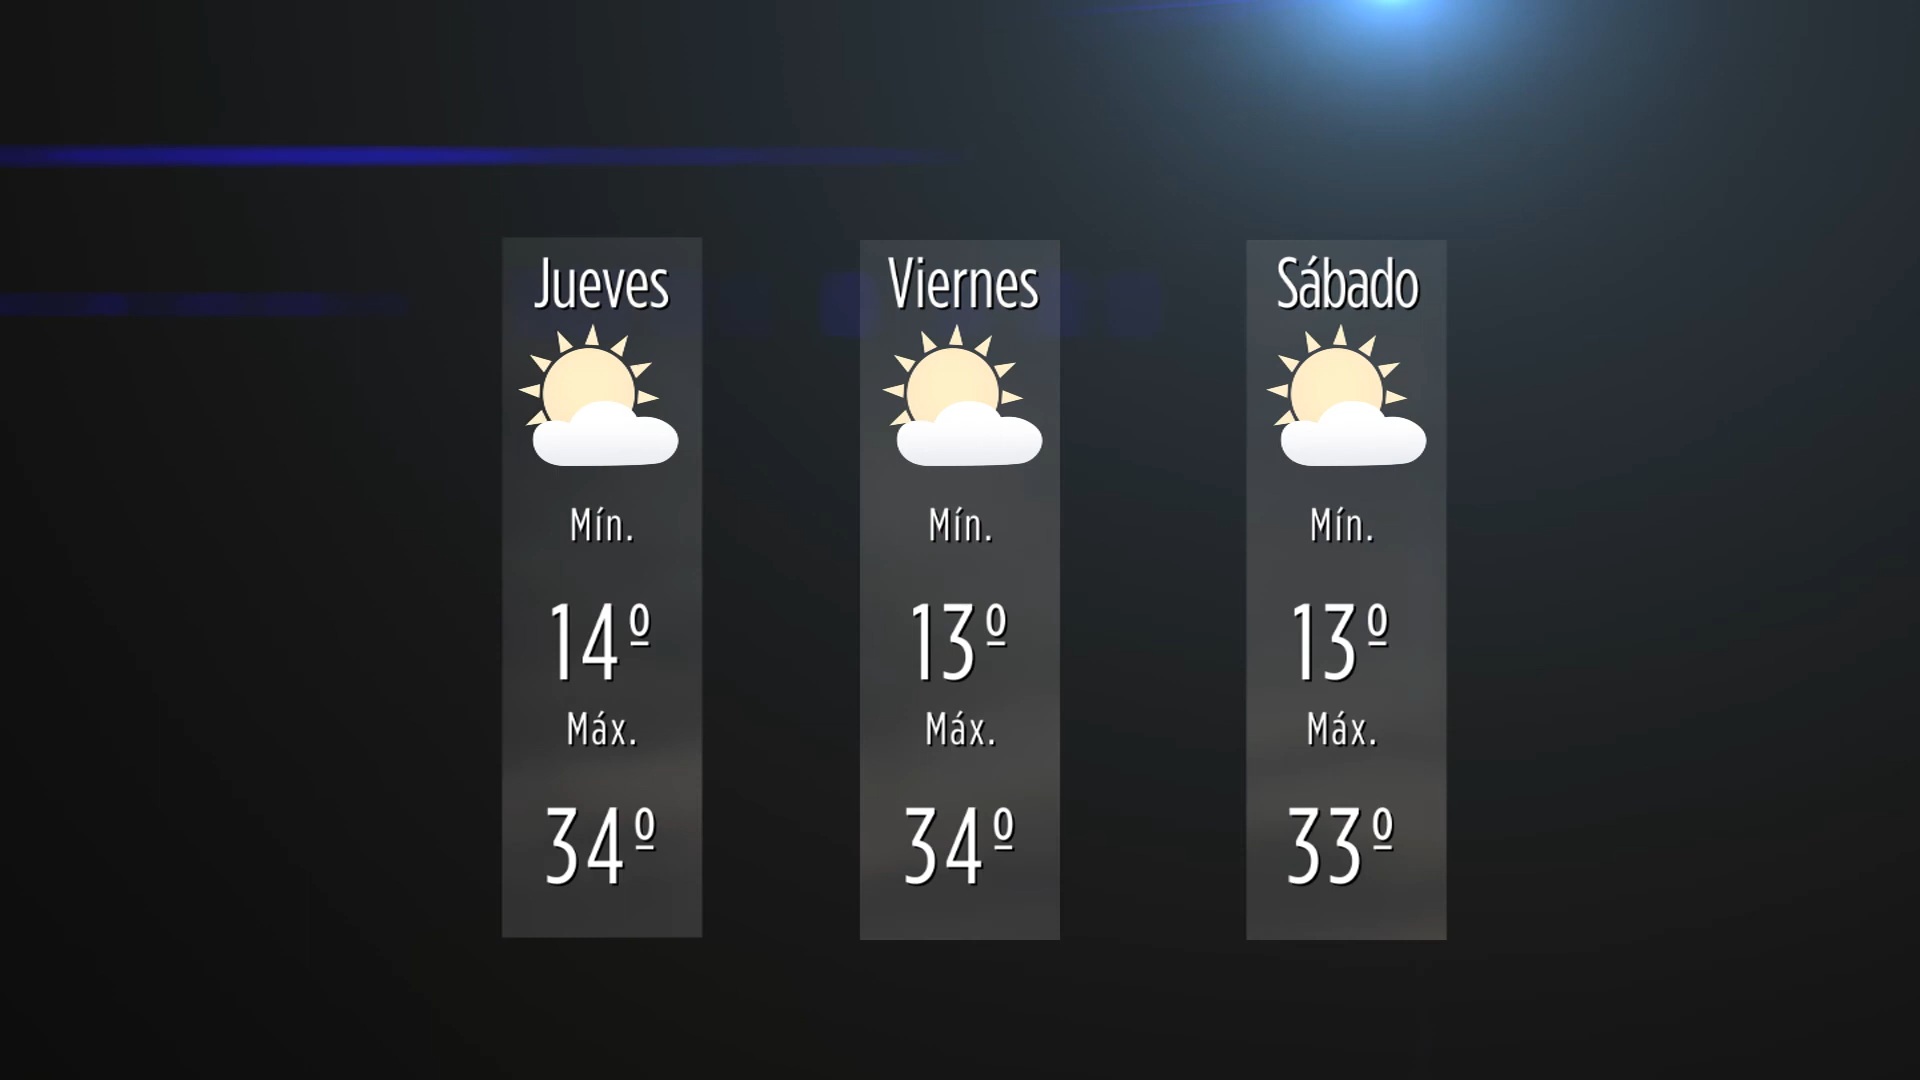 Jueves
Mín.
14º
Máx.
34º
Viernes
Mín.
13º
Máx.
34º
Sábado
Mín.
13º
Máx.
33º